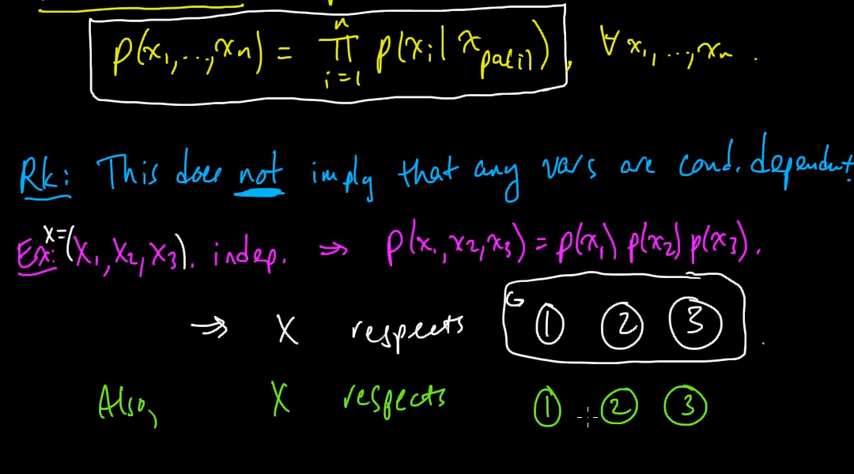 p(x₁,..,xₙ) = ∏ᵢ₌₁ⁿ p(xᵢ| x_pa(i)), ∀ x₁,..,xₙ .
Rk: This does not imply that any vars are cond. dependent!
Ex: X=(X₁,X₂,X₃). indep. ⇒ p(x₁,x₂,x₃) = p(x₁) p(x₂) p(x₃).
⇒ X respects G 1 2 3 .
Also, X respects 1 2 3